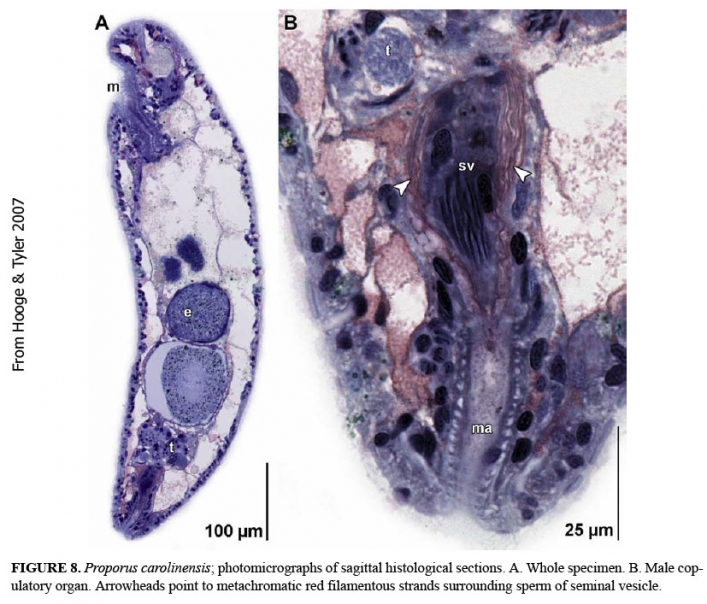 A
B
m
t
sv
e
ma
t
100 µm
25 µm
From Hooge & Tyler 2007
FIGURE 8. Proporus carolinensis; photomicrographs of sagittal histological sections. A. Whole specimen. B. Male cop-
ulatory organ. Arrowheads point to metachromatic red filamentous strands surrounding sperm of seminal vesicle.